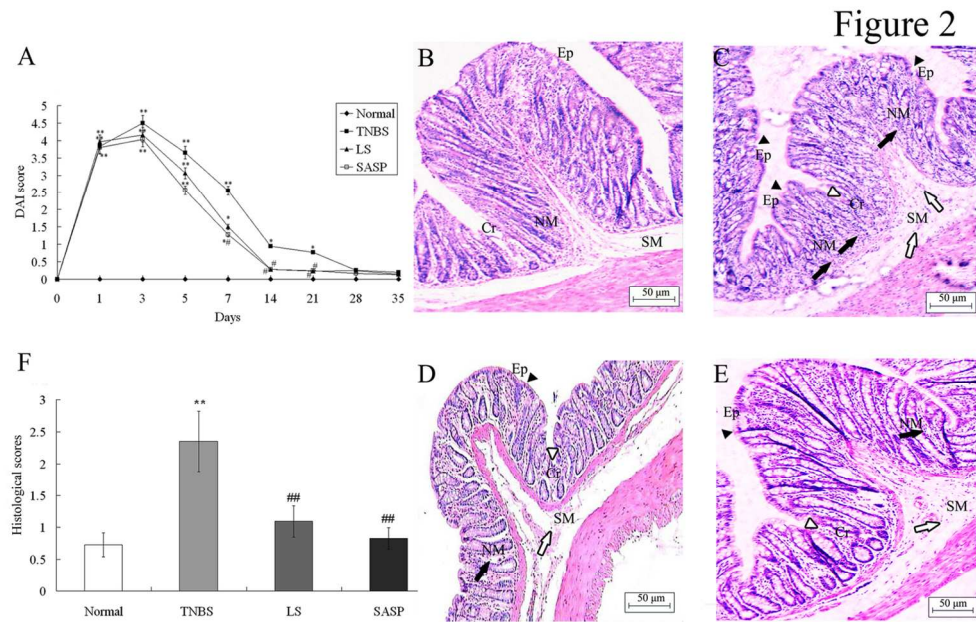 Figure 2
A
DAI score
5
4.5
4
3.5
3
2.5
2
1.5
1
0.5
0
** ** ** **
** ** **
** ** **
** * *#
* # #
* # #
Normal
TNBS
LS
SASP
0 1 3 5 7 14 21 28 35
Days
B
Ep
Cr
NM
SM
50 μm
C
Ep
NM
Ep
Ep
Cr
SM
NM
50 μm
F
Histological scores
3
2.5
2
1.5
1
0.5
0
**
##
##
Normal TNBS LS SASP
D
Ep
Cr
SM
NM
50 μm
E
Ep
NM
SM
Cr
50 μm